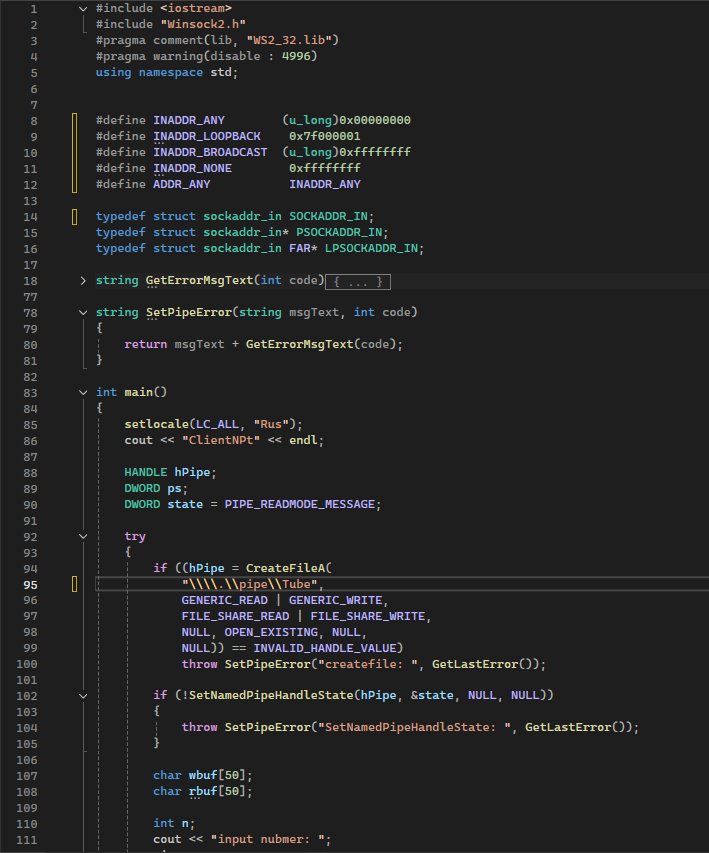 1 #include <iostream>
2 #include "Winsock2.h"
3 #pragma comment(lib, "WS2_32.lib")
4 #pragma warning(disable : 4996)
5 using namespace std;
6
7
8 #define INADDR_ANY (u_long)0x00000000
9 #define INADDR_LOOPBACK 0x7f000001
10 #define INADDR_BROADCAST (u_long)0xffffffff
11 #define INADDR_NONE 0xffffffff
12 #define ADDR_ANY INADDR_ANY
13
14 typedef struct sockaddr_in SOCKADDR_IN;
15 typedef struct sockaddr_in* PSOCKADDR_IN;
16 typedef struct sockaddr_in FAR* LPSOCKADDR_IN;
17
18 string GetErrorMsgText(int code){ ... }
77
78 string SetPipeError(string msgText, int code)
79 {
80 return msgText + GetErrorMsgText(code);
81 }
82
83 int main()
84 {
85 setlocale(LC_ALL, "Rus");
86 cout << "ClientNPt" << endl;
87
88 HANDLE hPipe;
89 DWORD ps;
90 DWORD state = PIPE_READMODE_MESSAGE;
91
92 try
93 {
94 if ((hPipe = CreateFileA(
95 "\\\\.\\pipe\\Tube",
96 GENERIC_READ | GENERIC_WRITE,
97 FILE_SHARE_READ | FILE_SHARE_WRITE,
98 NULL, OPEN_EXISTING, NULL,
99 NULL)) == INVALID_HANDLE_VALUE)
100 throw SetPipeError("createfile: ", GetLastError());
101
102 if (!SetNamedPipeHandleState(hPipe, &state, NULL, NULL))
103 {
104 throw SetPipeError("SetNamedPipeHandleState: ", GetLastError());
105 }
106
107 char wbuf[50];
108 char rbuf[50];
109
110 int n;
111 cout << "input nubmer: ";